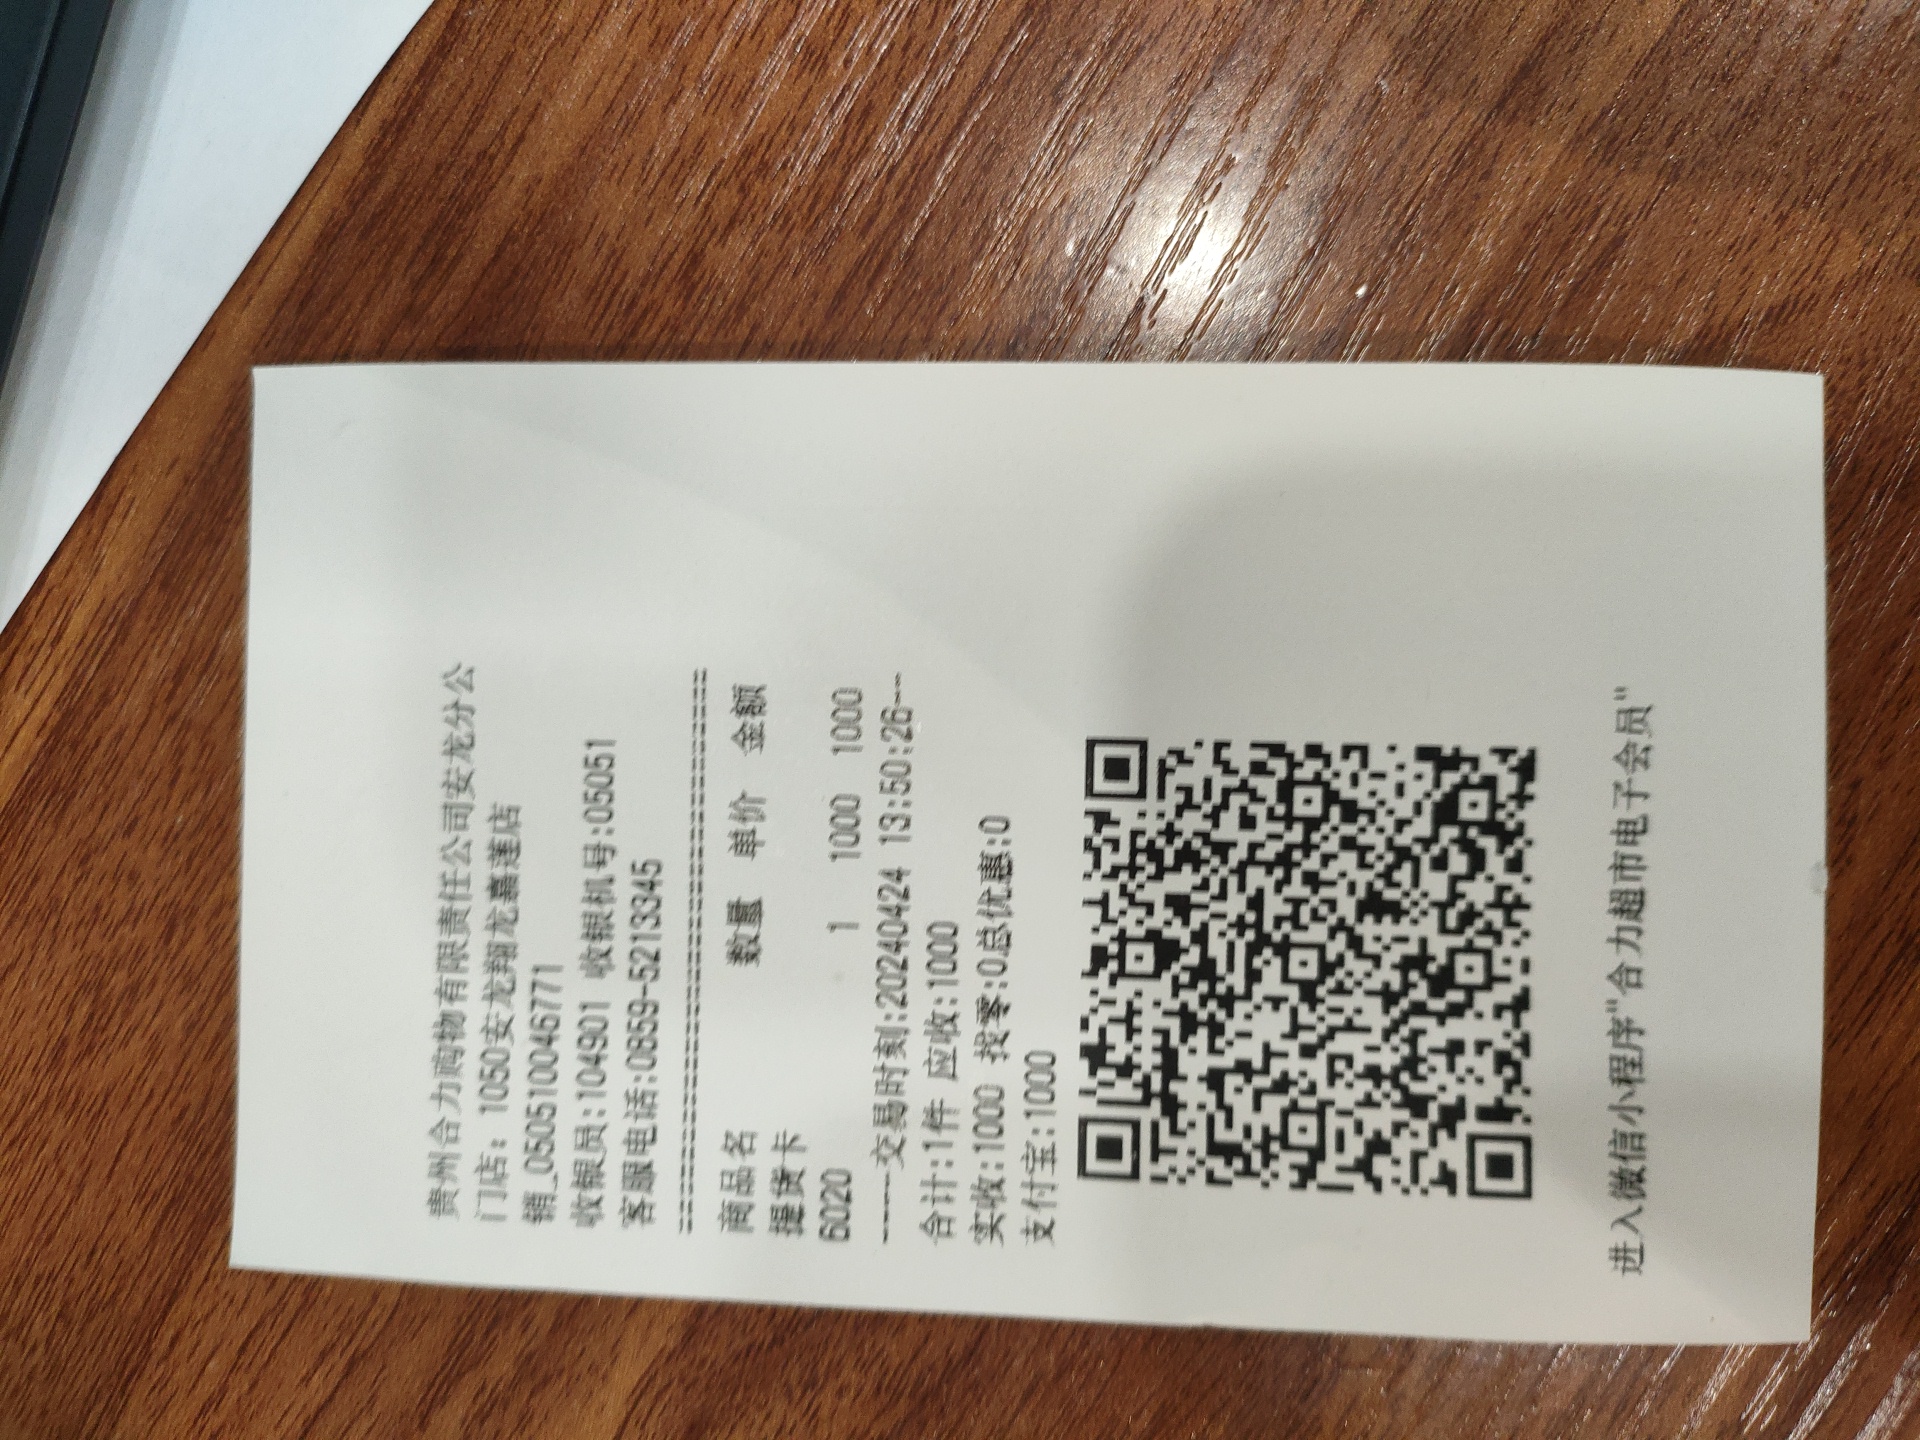 贵州合力购物有限责任公司安龙分公
门店: 1050安龙翔龙嘉莲店
销_050510046771
收银员:104901 收银机号:05051
客服电话:0859-5213345
商品名 数量 单价 金额
提货卡
6020 1 1000 1000
----交易时刻:20240424 13:50:26---
合计:1件 应收:1000
实收:1000 找零:0总优惠:0
支付宝:1000
进入微信小程序"合力超市电子会员"